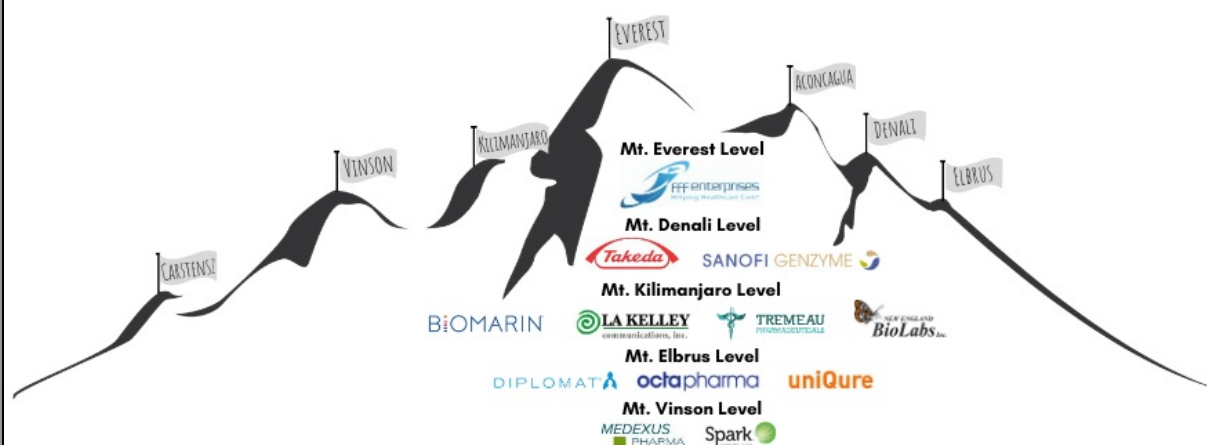 EVEREST
ACONCAGUA
KILIMANJARO
DENALI
VINSON
ELBRUS
CARSTENSZ
Mt. Everest Level
FFF enterprises
Helping Healthcare Care®
Mt. Denali Level
Takeda
SANOFI GENZYME
Mt. Kilimanjaro Level
BIOMARIN
LA KELLEY
communications, inc.
TREMEAU
PHARMACEUTICALS
NEW ENGLAND
BioLabs Inc.
Mt. Elbrus Level
DIPLOMAT
octapharma
uniQure
Mt. Vinson Level
MEDEXUS
PHARMA
Spark